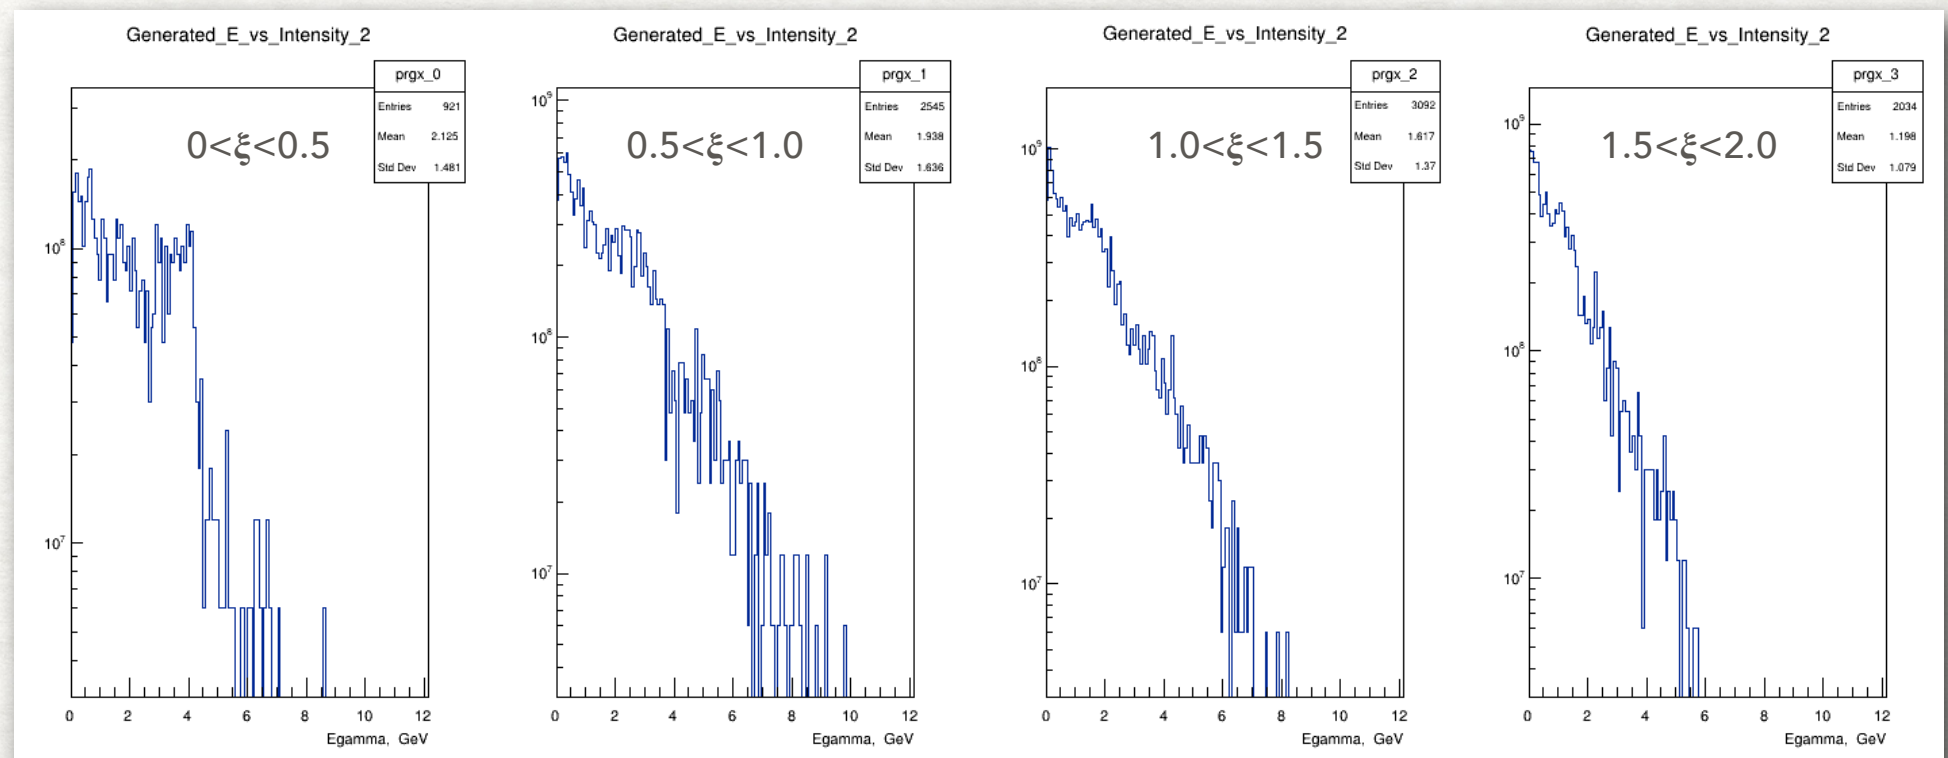 Generated_E_vs_Intensity_2
prgx_0
Entries 921
Mean 2.125
Std Dev 1.481
0<ξ<0.5
10⁸
10⁷
0 2 4 6 8 10 12
Egamma, GeV
Generated_E_vs_Intensity_2
prgx_1
Entries 2545
Mean 1.938
Std Dev 1.636
0.5<ξ<1.0
10⁹
10⁸
10⁷
0 2 4 6 8 10 12
Egamma, GeV
Generated_E_vs_Intensity_2
prgx_2
Entries 3092
Mean 1.617
Std Dev 1.37
1.0<ξ<1.5
10⁹
10⁸
10⁷
0 2 4 6 8 10 12
Egamma, GeV
Generated_E_vs_Intensity_2
prgx_3
Entries 2034
Mean 1.198
Std Dev 1.079
1.5<ξ<2.0
10⁹
10⁸
10⁷
0 2 4 6 8 10 12
Egamma, GeV